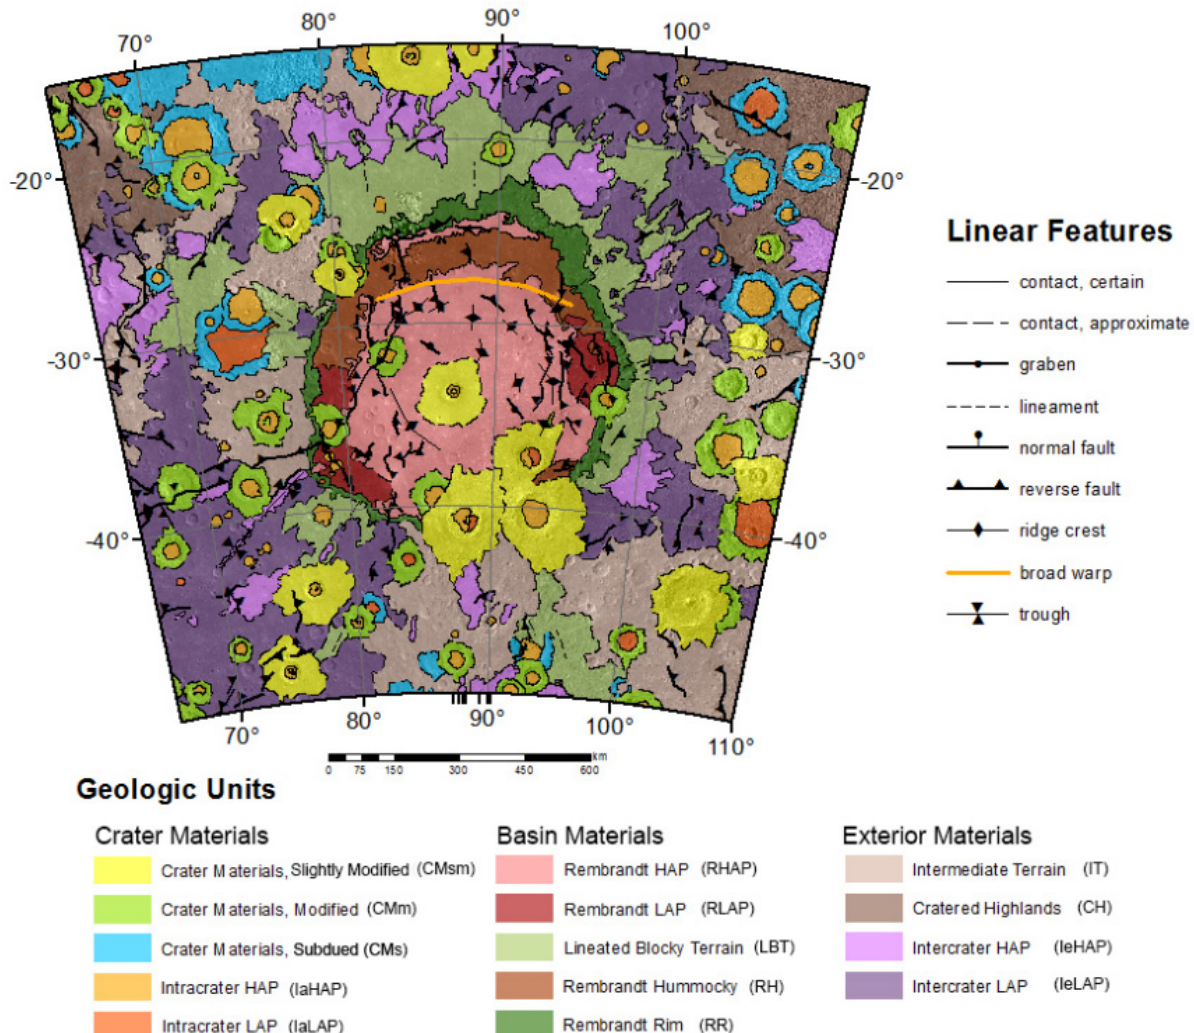 70°
80°
90°
100°
-20°
-20°
-30°
-30°
-40°
-40°
70°
80°
90°
100°
110°
km
0 75 150 300 450 600
Linear Features
contact, certain
contact, approximate
graben
lineament
normal fault
reverse fault
ridge crest
broad warp
trough
Geologic Units
Crater Materials
Crater Materials, Slightly Modified (CMsm)
Crater Materials, Modified (CMm)
Crater Materials, Subdued (CMs)
Intracrater HAP (IaHAP)
Intracrater LAP (IaLAP)
Basin Materials
Rembrandt HAP (RHAP)
Rembrandt LAP (RLAP)
Lineated Blocky Terrain (LBT)
Rembrandt Hummocky (RH)
Rembrandt Rim (RR)
Exterior Materials
Intermediate Terrain (IT)
Cratered Highlands (CH)
Intercrater HAP (IeHAP)
Intercrater LAP (IeLAP)